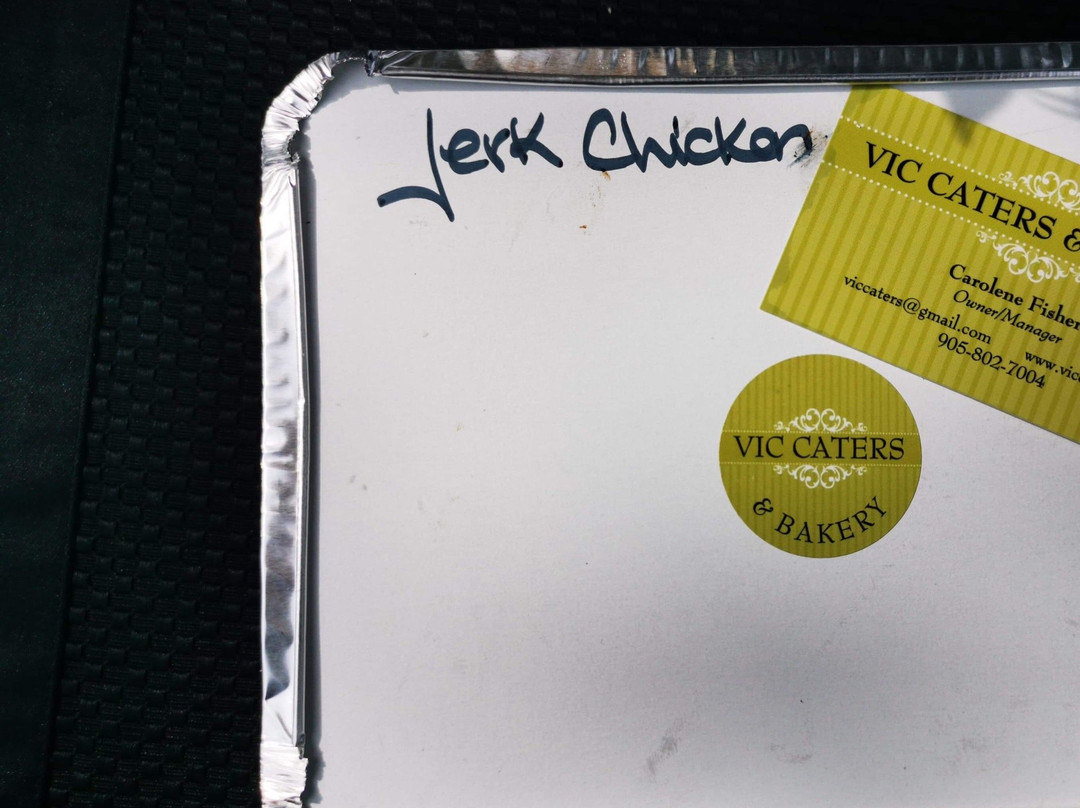 Jerk Chicken
VIC CATERS &
Carolene Fisher
Owner/Manager
viccaters@gmail.com
905-802-7004
VIC CATERS
& BAKERY